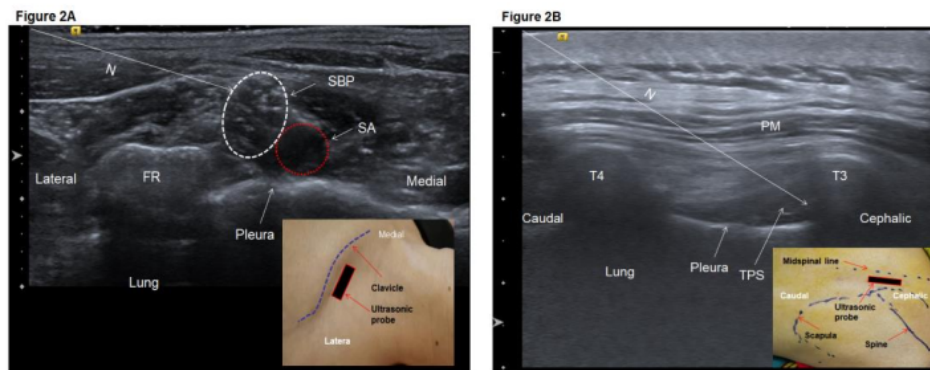 Figure 2A
N
SBP
SA
Lateral
FR
Medial
Pleura
Lung
Medial
Clavicle
Ultrasonic
probe
Latera
Figure 2B
N
PM
T4
T3
Caudal
Cephalic
Pleura
TPS
Lung
Midspinal line
Caudal
Cephalic
Ultrasonic
probe
Scapula
Spine